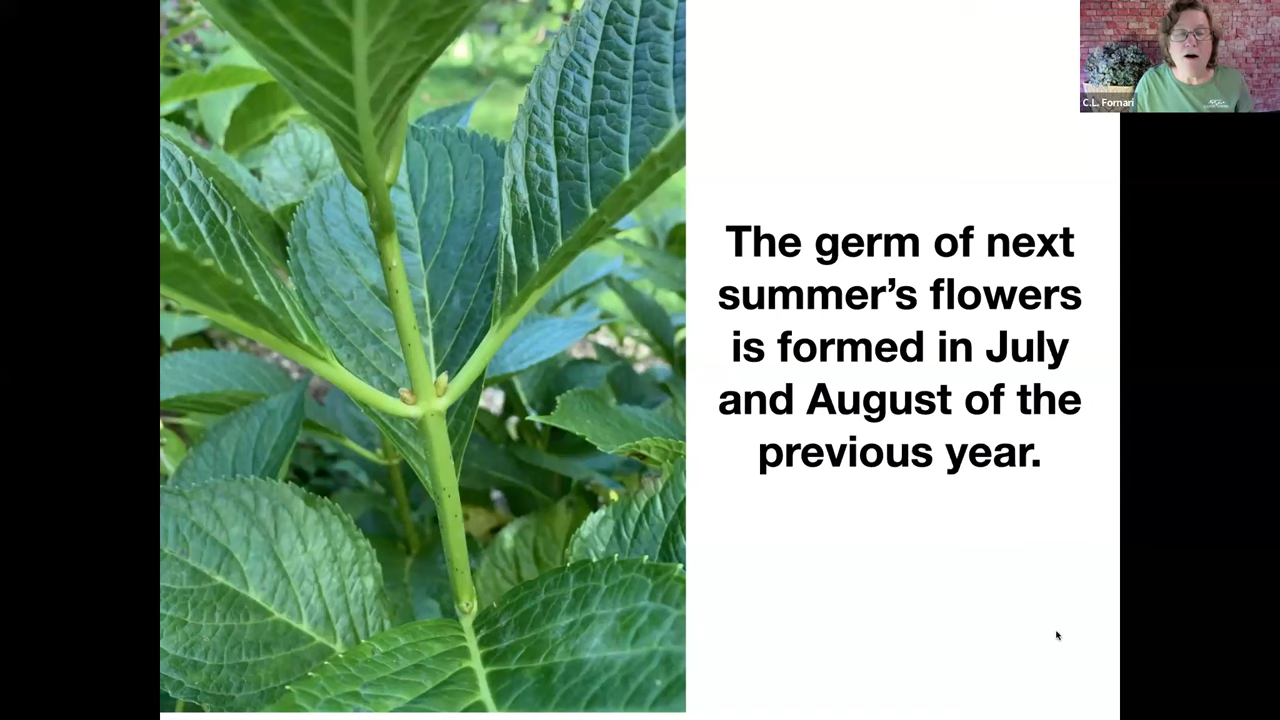 C.L. Fornari
The germ of next
summer’s flowers
is formed in July
and August of the
previous year.